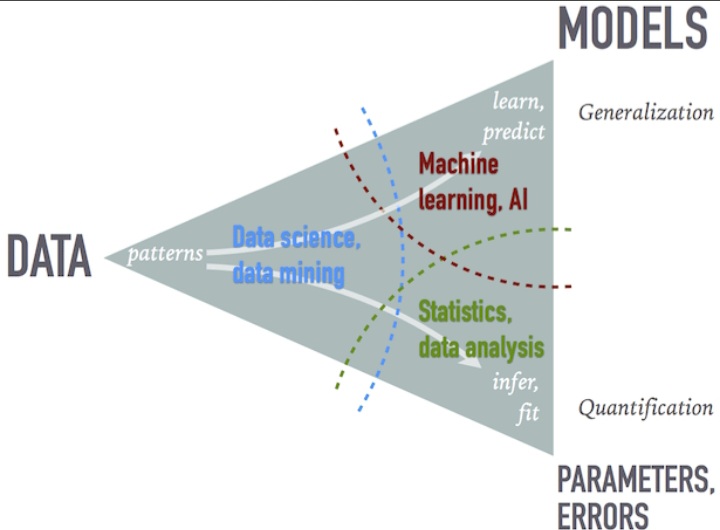 MODELS
learn,
predict
Generalization
Machine
learning, AI
DATA
patterns
Data science,
data mining
Statistics,
data analysis
infer,
fit
Quantification
PARAMETERS,
ERRORS